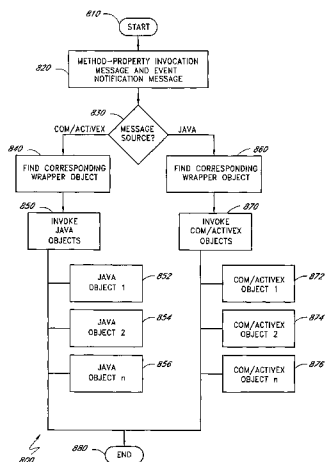 810
START
820
METHOD-PROPERTY INVOCATION
MESSAGE AND EVENT
NOTIFICATION MESSAGE
830
COM/ACTIVEX
MESSAGE
SOURCE?
JAVA
840
FIND CORRESPONDING
WRAPPER OBJECT
860
FIND CORRESPONDING
WRAPPER OBJECT
850
INVOKE
JAVA
OBJECTS
870
INVOKE
COM/ACTIVEX
OBJECTS
JAVA
OBJECT 1
852
COM/ACTIVEX
OBJECT 1
872
JAVA
OBJECT 2
854
COM/ACTIVEX
OBJECT 2
874
JAVA
OBJECT n
856
COM/ACTIVEX
OBJECT n
876
880
END
800